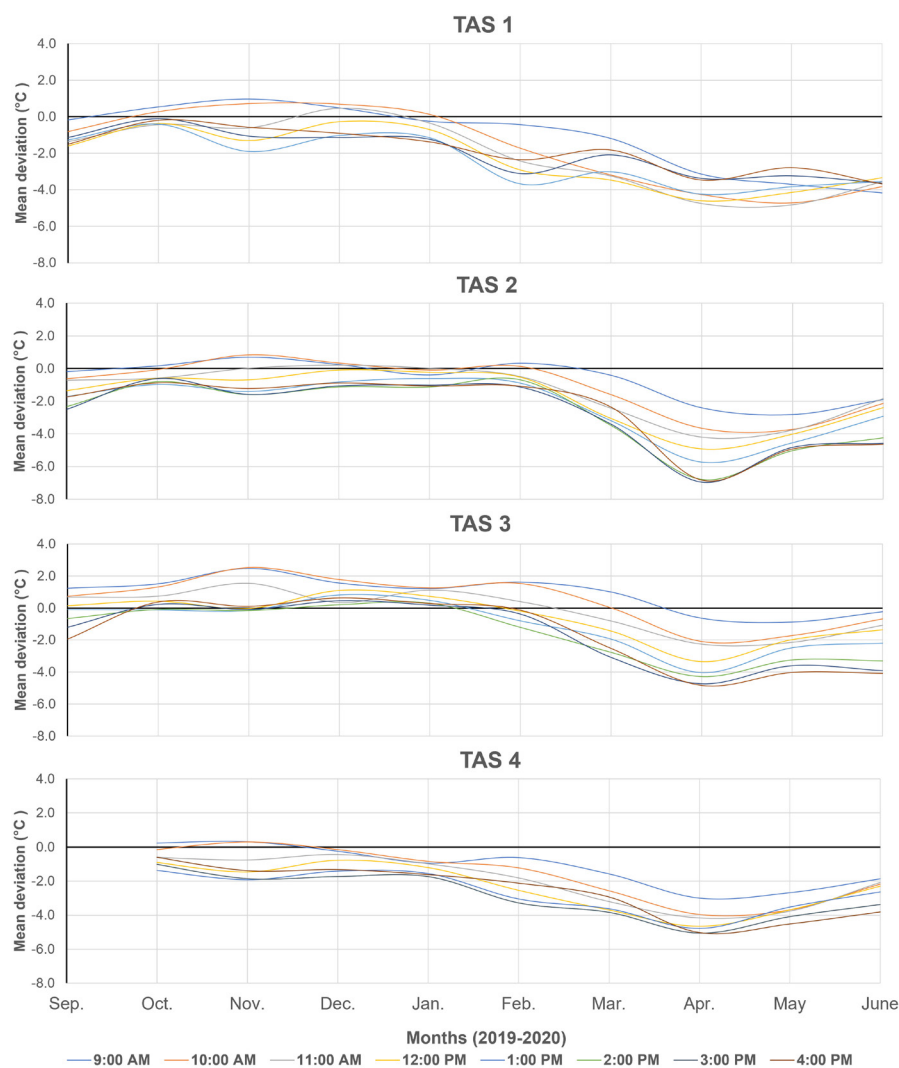 TAS 1
Mean deviation (°C )
4.0
2.0
0.0
-2.0
-4.0
-6.0
-8.0
TAS 2
Mean deviation (°C )
4.0
2.0
0.0
-2.0
-4.0
-6.0
-8.0
TAS 3
Mean deviation (°C )
4.0
2.0
0.0
-2.0
-4.0
-6.0
-8.0
TAS 4
Mean deviation (°C )
4.0
2.0
0.0
-2.0
-4.0
-6.0
-8.0
Sep. Oct. Nov. Dec. Jan. Feb. Mar. Apr. May June
Months (2019-2020)
9:00 AM 10:00 AM 11:00 AM 12:00 PM 1:00 PM 2:00 PM 3:00 PM 4:00 PM